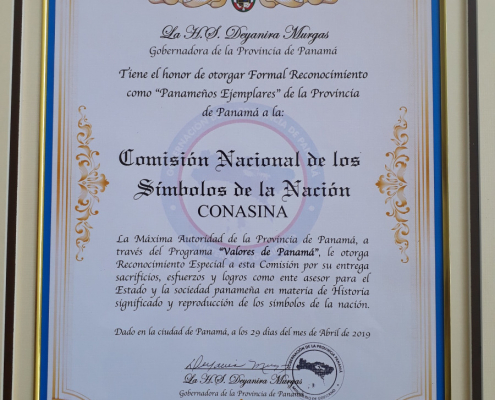 La H.S. Deyanira Murgas
Gobernadora de la Provincia de Panamá
Tiene el honor de otorgar Formal Reconocimiento
como “Panameños Ejemplares” de la Provincia
de Panamá a la:
Comisión Nacional de los
Símbolos de la Nación
CONASINA
La Máxima Autoridad de la Provincia de Panamá, a
través del Programa “Valores de Panamá”, le otorga
Reconocimiento Especial a esta Comisión por su entrega
sacrificios, esfuerzos y logros como ente asesor para el
Estado y la sociedad panameña en materia de Historia
significado y reproducción de los símbolos de la nación.
Dado en la ciudad de Panamá, a los 29 días del mes de Abril de 2019
La H.S. Deyanira Murgas
Gobernadora de la Provincia de Panamá